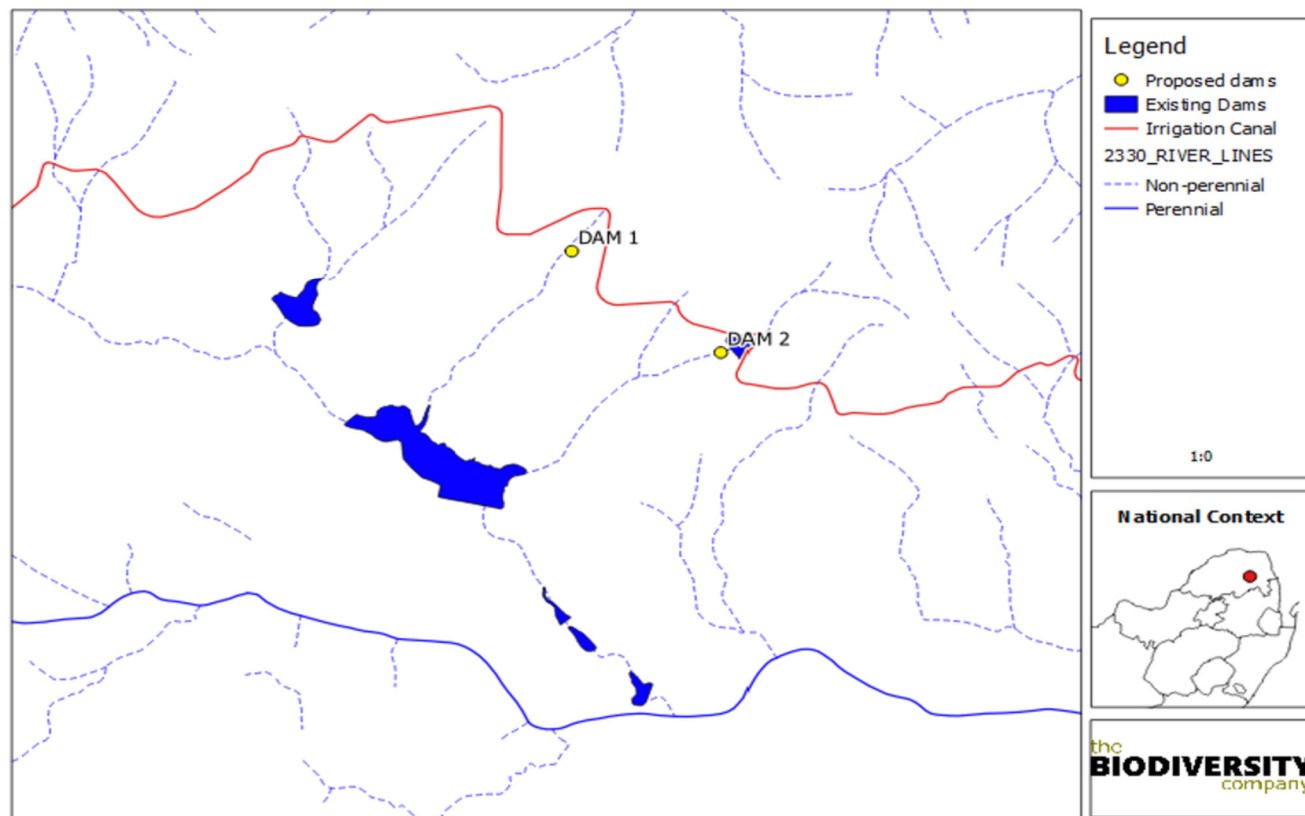 DAM 1
DAM 2
Legend
Proposed dams
Existing Dams
Irrigation Canal
2330_RIVER_LINES
Non-perennial
Perennial
1:0
National Context
the
BIODIVERSITY
company